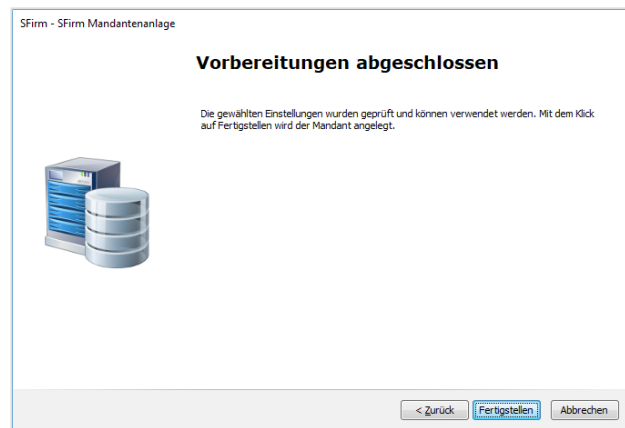 SFirm - SFirm Mandantenanlage
Vorbereitungen abgeschlossen
Die gewählten Einstellungen wurden geprüft und können verwendet werden. Mit dem Klick
auf Fertigstellen wird der Mandant angelegt.
< Zurück Fertigstellen Abbrechen